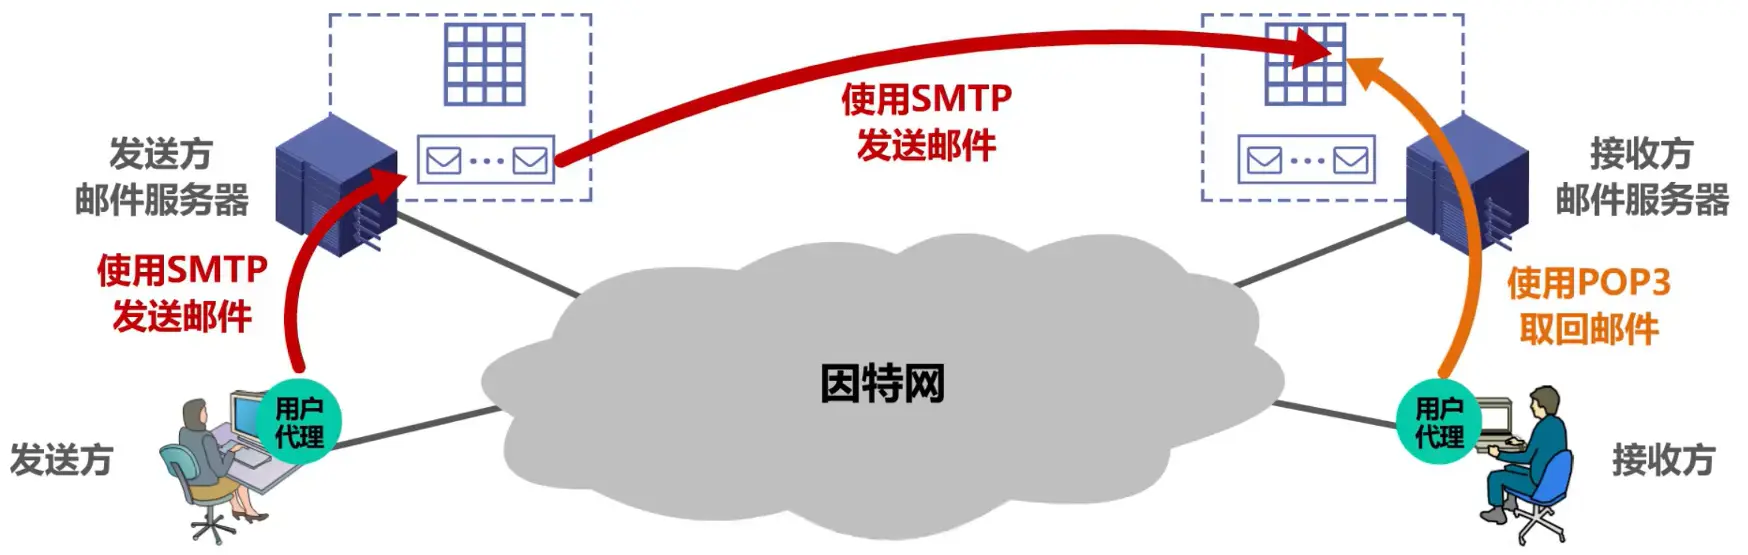 使用SMTP
发送邮件
发送方
邮件服务器
接收方
邮件服务器
使用SMTP
发送邮件
使用POP3
取回邮件
因特网
用户
代理
用户
代理
发送方
接收方